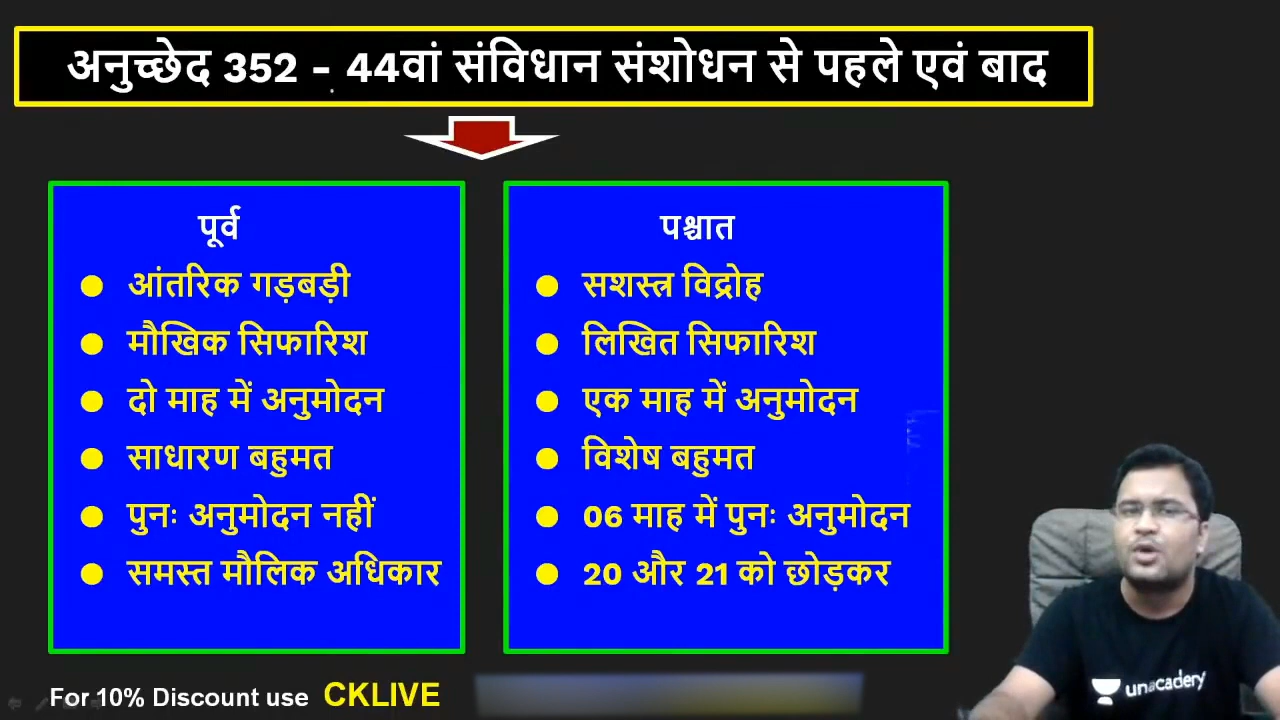 अनुच्छेद 352 - 44वां संविधान संशोधन से पहले एवं बाद
पूर्व
आंतरिक गड़बड़ी
मौखिक सिफारिश
दो माह में अनुमोदन
साधारण बहुमत
पुनः अनुमोदन नहीं
समस्त मौलिक अधिकार
पश्चात
सशस्त्र विद्रोह
लिखित सिफारिश
एक माह में अनुमोदन
विशेष बहुमत
06 माह में पुनः अनुमोदन
20 और 21 को छोड़कर
unacadery
For 10% Discount use CKLIVE